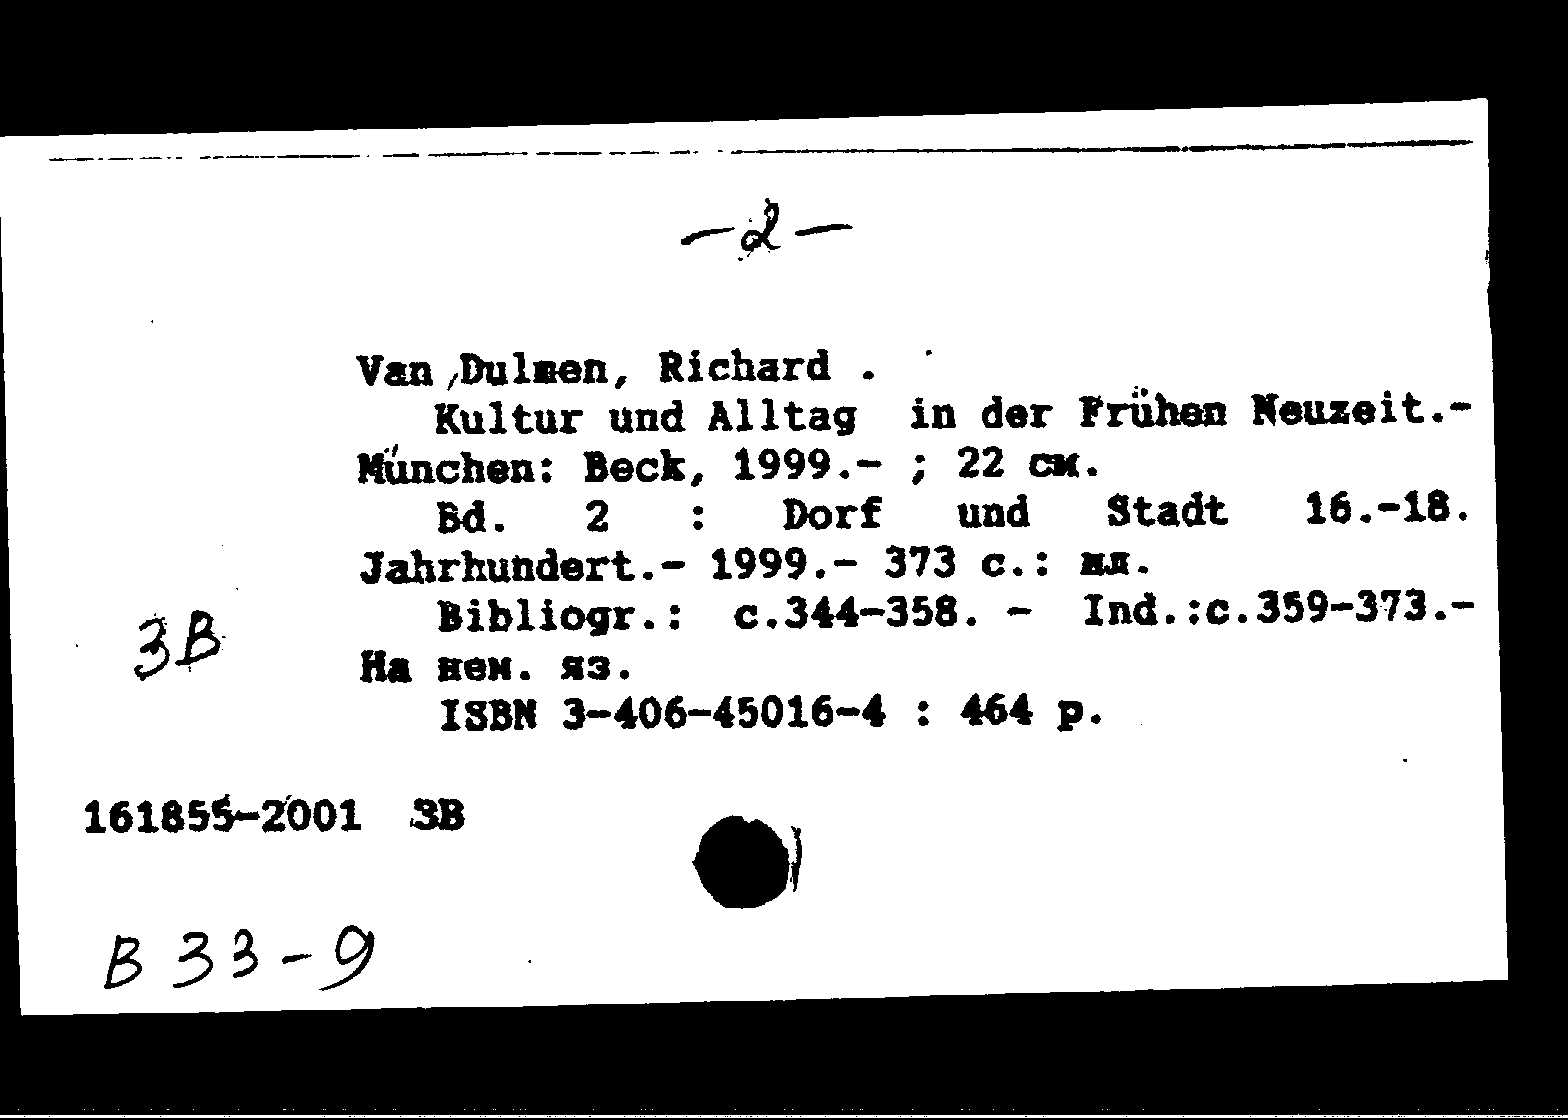 -2-
Van Dulmen, Richard .
Kultur und Alltag in der Frühen Neuzeit.-
München: Beck, 1999.- ; 22 см.
Bd. 2 : Dorf und Stadt 16.-18.
Jahrhundert.- 1999.- 373 с.: ил.
Bibliogr.: с.344-358. - Ind.:с.359-373.-
ЗВ
На нем. яз.
ISBN 3-406-45016-4 : 464 р.
161855-2001 ЗВ
В 33-9